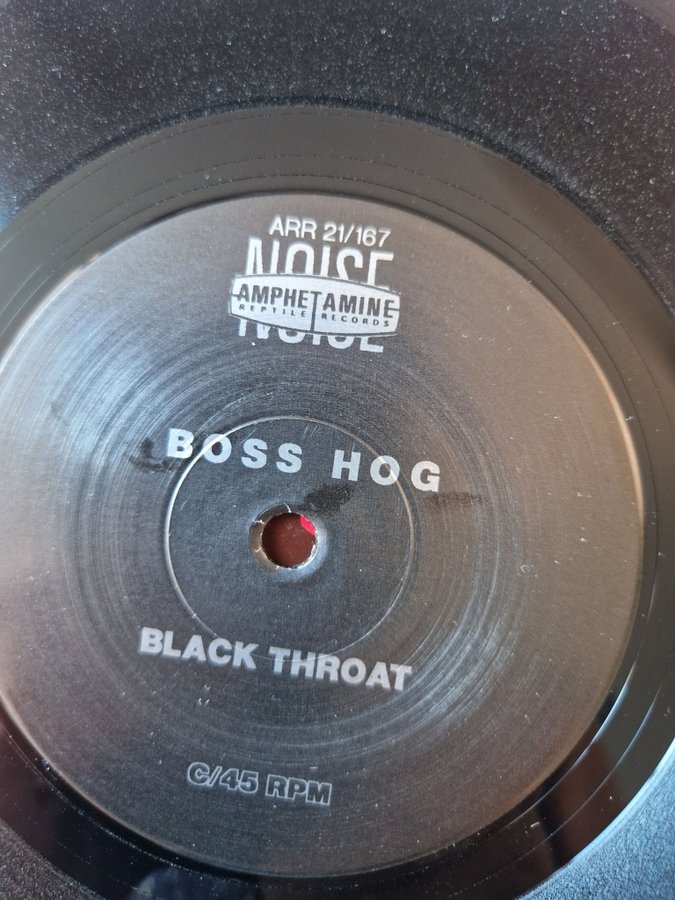 ARR 21/167
NOISE
AMPHETAMINE
REPTILE RECORDS
NOISE
BOSS HOG
BLACK THROAT
C/45 RPM